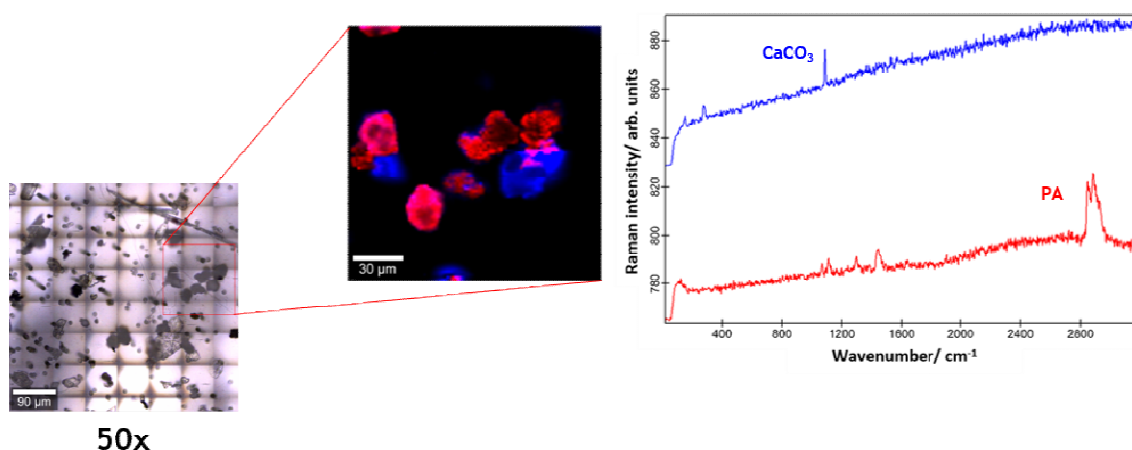 90 µm
50x
30 µm
Raman intensity/ arb. units
880
860
840
820
800
780
CaCO₃
PA
400
800
1200
1600
2000
2400
2800
Wavenumber/ cm⁻¹